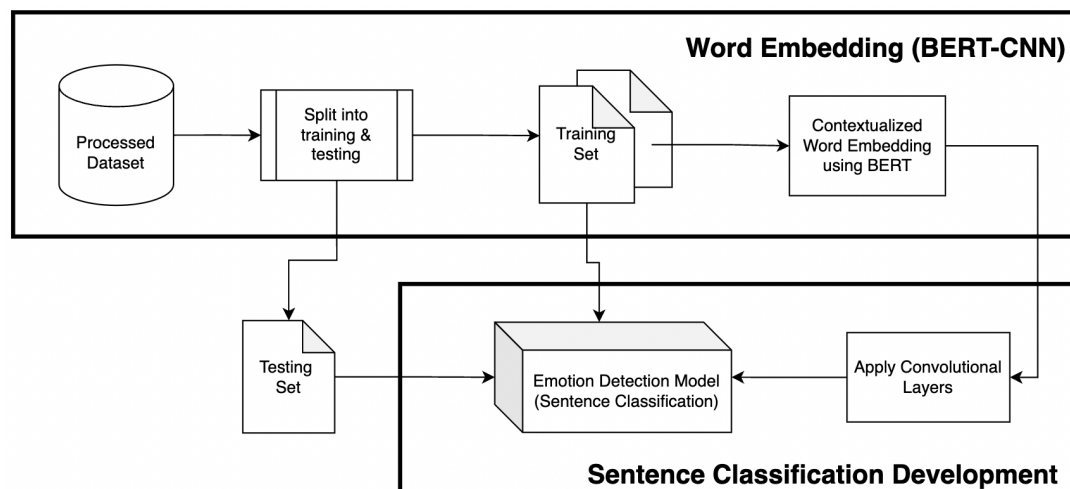 Word Embedding (BERT-CNN)
Processed
Dataset
Split into
training &
testing
Training
Set
Contextualized
Word Embedding
using BERT
Testing
Set
Emotion Detection Model
(Sentence Classification)
Apply Convolutional
Layers
Sentence Classification Development